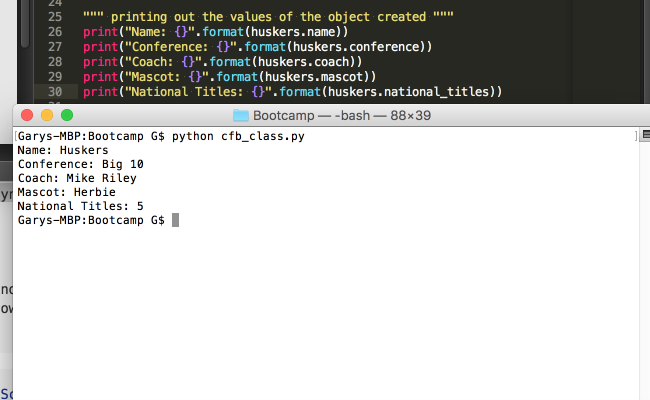 24
25 """ printing out the values of the object created """
26 print("Name: {}".format(huskers.name))
27 print("Conference: {}".format(huskers.conference))
28 print("Coach: {}".format(huskers.coach))
29 print("Mascot: {}".format(huskers.mascot))
30 print("National Titles: {}".format(huskers.national_titles))
Bootcamp — -bash — 88×39
[Garys-MBP:Bootcamp G$ python cfb_class.py ]
Name: Huskers
Conference: Big 10
Coach: Mike Riley
Mascot: Herbie
National Titles: 5
Garys-MBP:Bootcamp G$